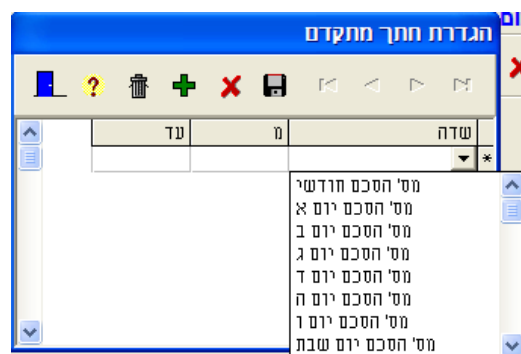 הגדרת חתך מתקדם
שדה מ עד
*
מס' הסכם חודשי
מס' הסכם יום א
מס' הסכם יום ב
מס' הסכם יום ג
מס' הסכם יום ד
מס' הסכם יום ה
מס' הסכם יום ו
מס' הסכם יום שבת